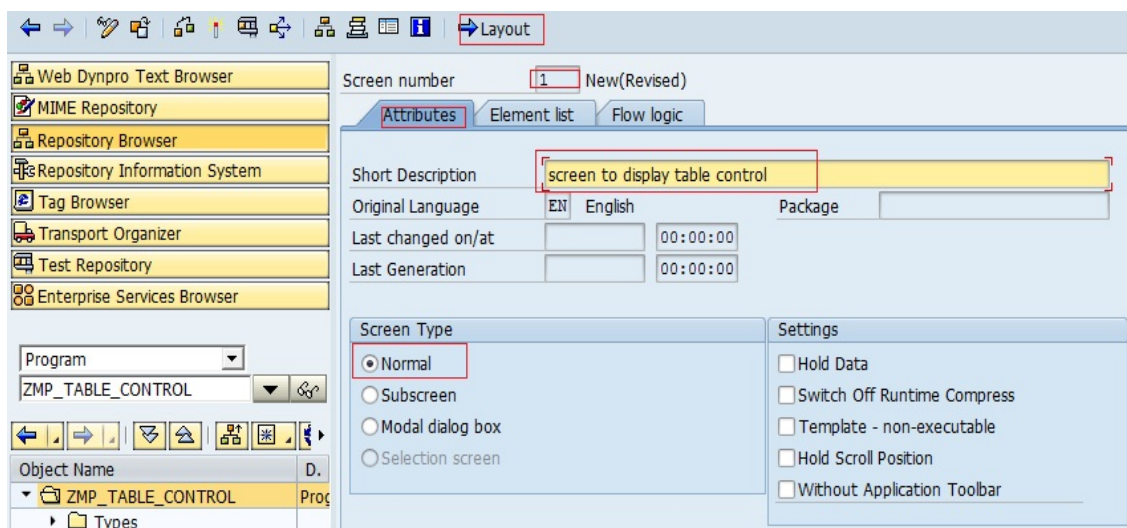 Layout
Web Dynpro Text Browser
MIME Repository
Repository Browser
Repository Information System
Tag Browser
Transport Organizer
Test Repository
Enterprise Services Browser
Program
ZMP_TABLE_CONTROL
Object Name D.
ZMP_TABLE_CONTROL Prog
Types
Screen number 1 New(Revised)
Attributes Element list Flow logic
Short Description screen to display table control
Original Language EN English Package
Last changed on/at 00:00:00
Last Generation 00:00:00
Screen Type
Normal
Subscreen
Modal dialog box
Selection screen
Settings
Hold Data
Switch Off Runtime Compress
Template - non-executable
Hold Scroll Position
Without Application Toolbar